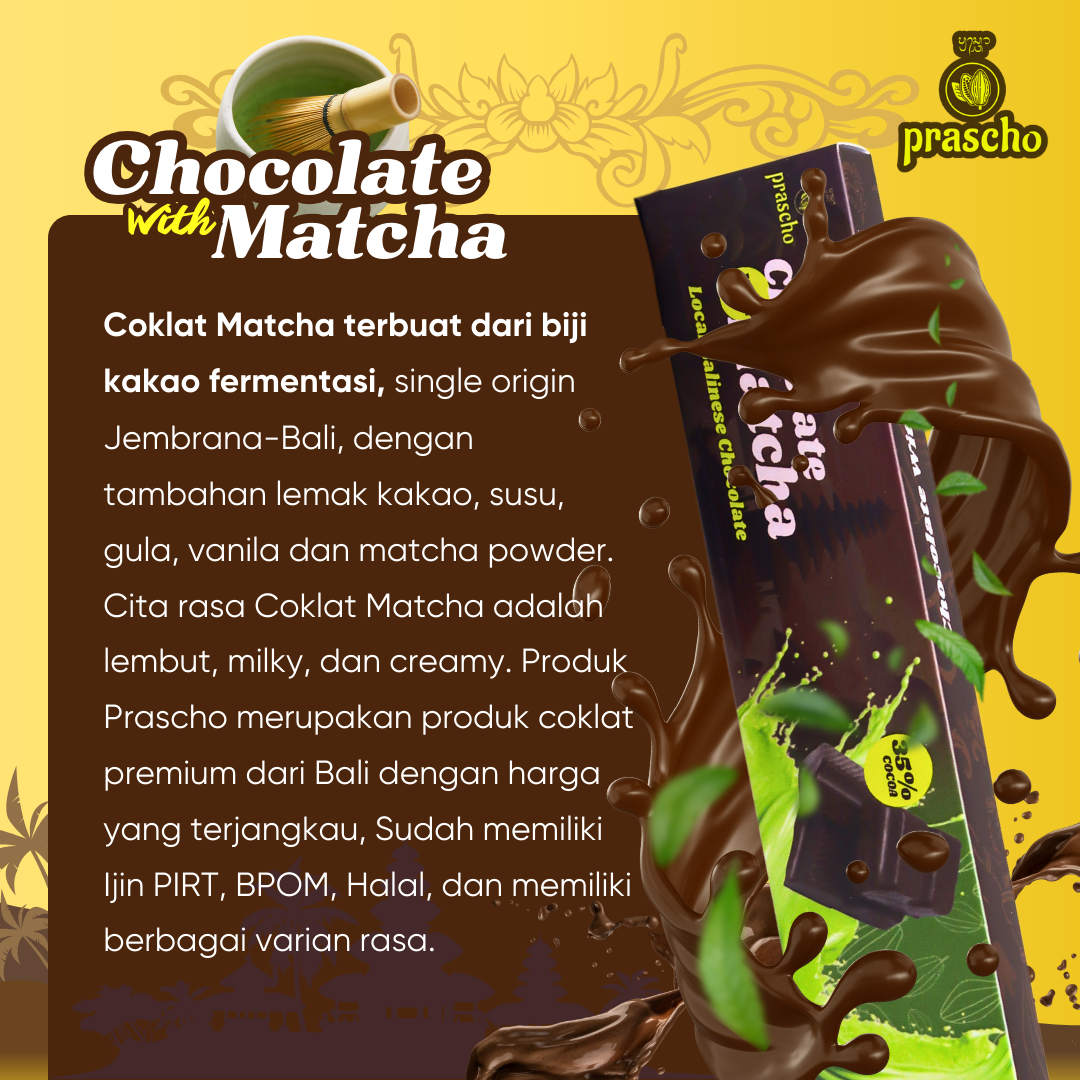 prascho
Chocolate
with Matcha
Coklat Matcha terbuat dari biji
kakao fermentasi, single origin
Jembrana-Bali, dengan
tambahan lemak kakao, susu,
gula, vanila dan matcha powder.
Cita rasa Coklat Matcha adalah
lembut, milky, dan creamy. Produk
Prascho merupakan produk coklat
premium dari Bali dengan harga
yang terjangkau, Sudah memiliki
Ijin PIRT, BPOM, Halal, dan memiliki
berbagai varian rasa.
prascho
35%
COCOA